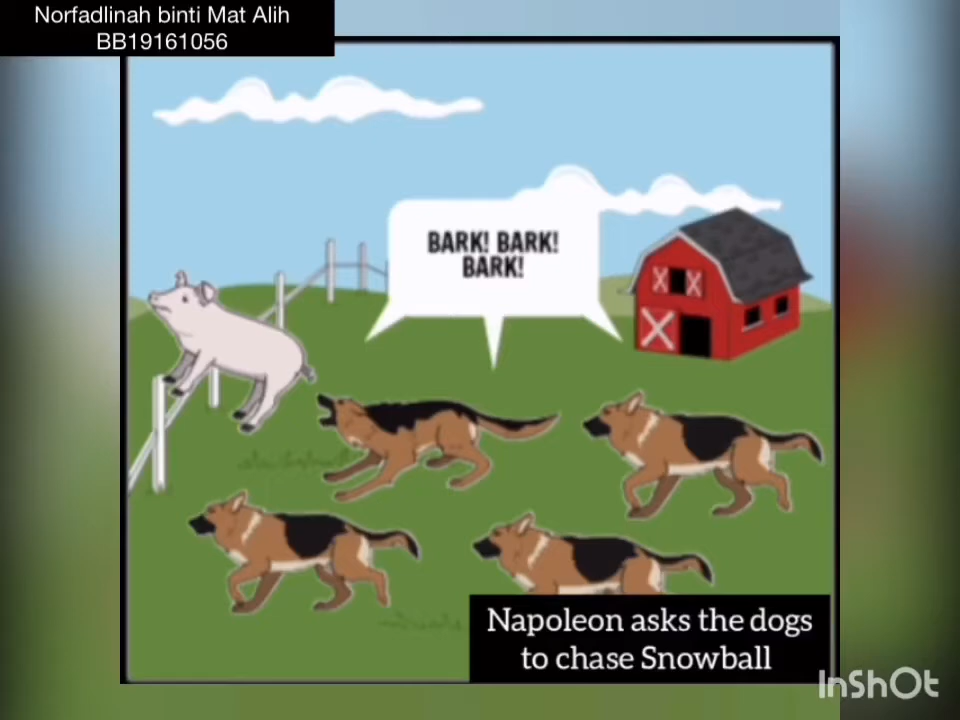 Norfadlinah binti Mat Alih
BB19161056
BARK! BARK!
BARK!
Napoleon asks the dogs
to chase Snowball
InShOt